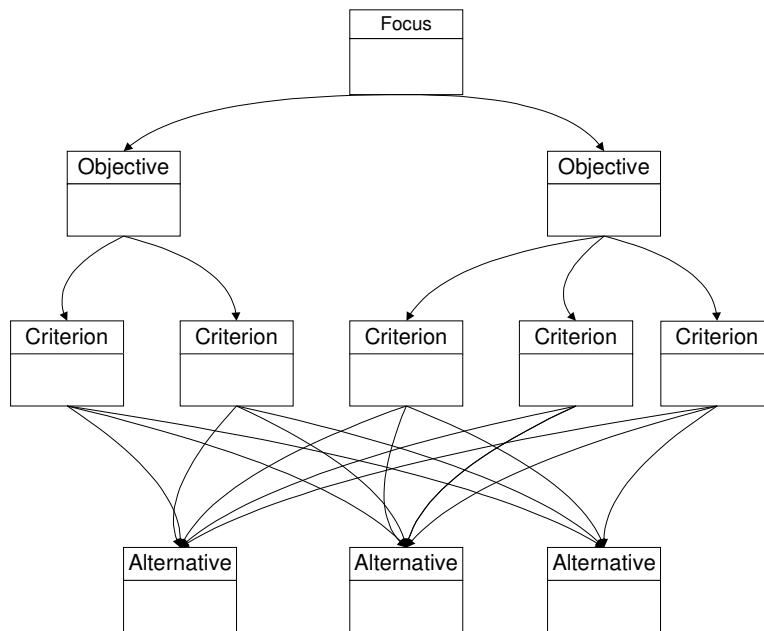 Focus
Objective
Objective
Criterion
Criterion
Criterion
Criterion
Criterion
Alternative
Alternative
Alternative